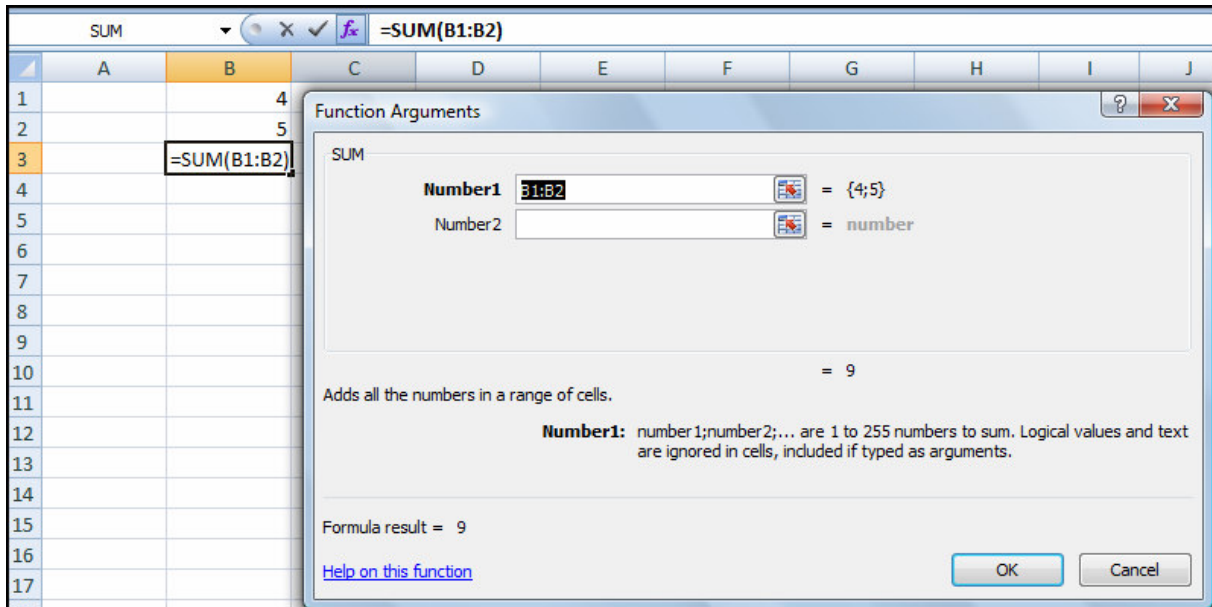 SUM fx =SUM(B1:B2)
A B C D E F G H I J
1 4
2 5
3 =SUM(B1:B2)
4
5
6
7
8
9
10
11
12
13
14
15
16
17
Function Arguments ? X
SUM
Number1 B1:B2 = {4;5}
Number2 = number
= 9
Adds all the numbers in a range of cells.
Number1: number1;number2;... are 1 to 255 numbers to sum. Logical values and text
are ignored in cells, included if typed as arguments.
Formula result = 9
Help on this function OK Cancel